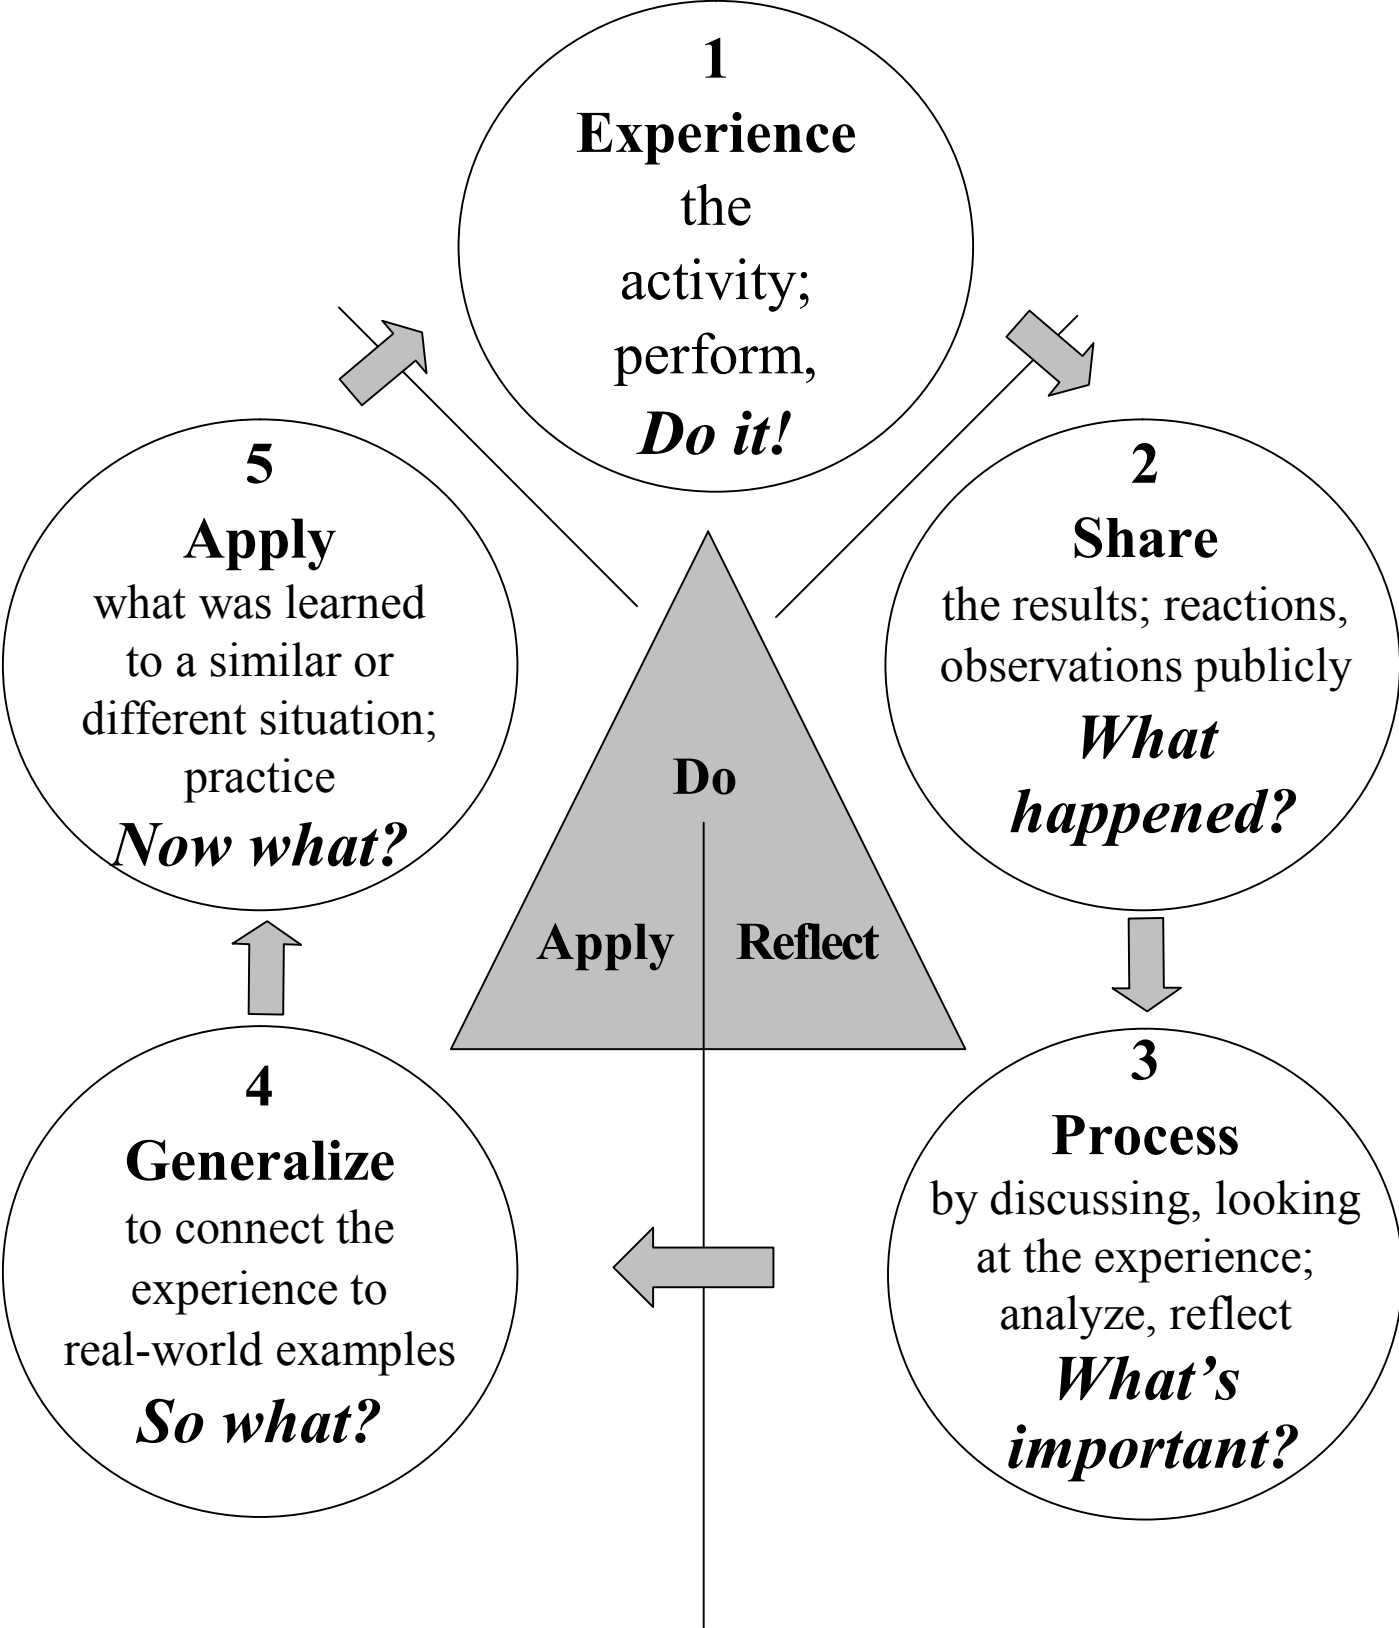 1
Experience
the
activity;
perform,
Do it!
2
Share
the results; reactions,
observations publicly
What
happened?
3
Process
by discussing, looking
at the experience;
analyze, reflect
What’s
important?
4
Generalize
to connect the
experience to
real-world examples
So what?
5
Apply
what was learned
to a similar or
different situation;
practice
Now what?
Do
Apply
Reflect